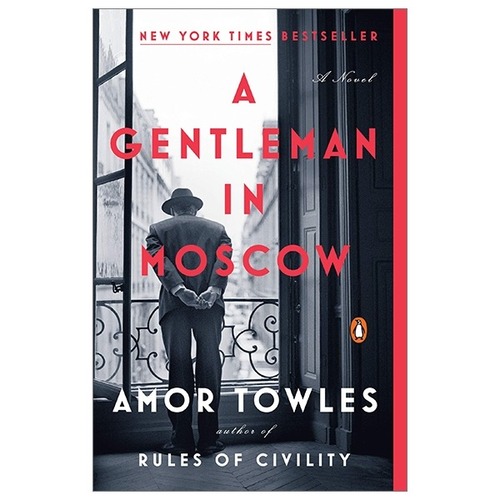 NEW YORK TIMES BESTSELLER
A Novel
A
GENTLEMAN
IN
MOSCOW
AMOR TOWLES
author of
RULES OF CIVILITY